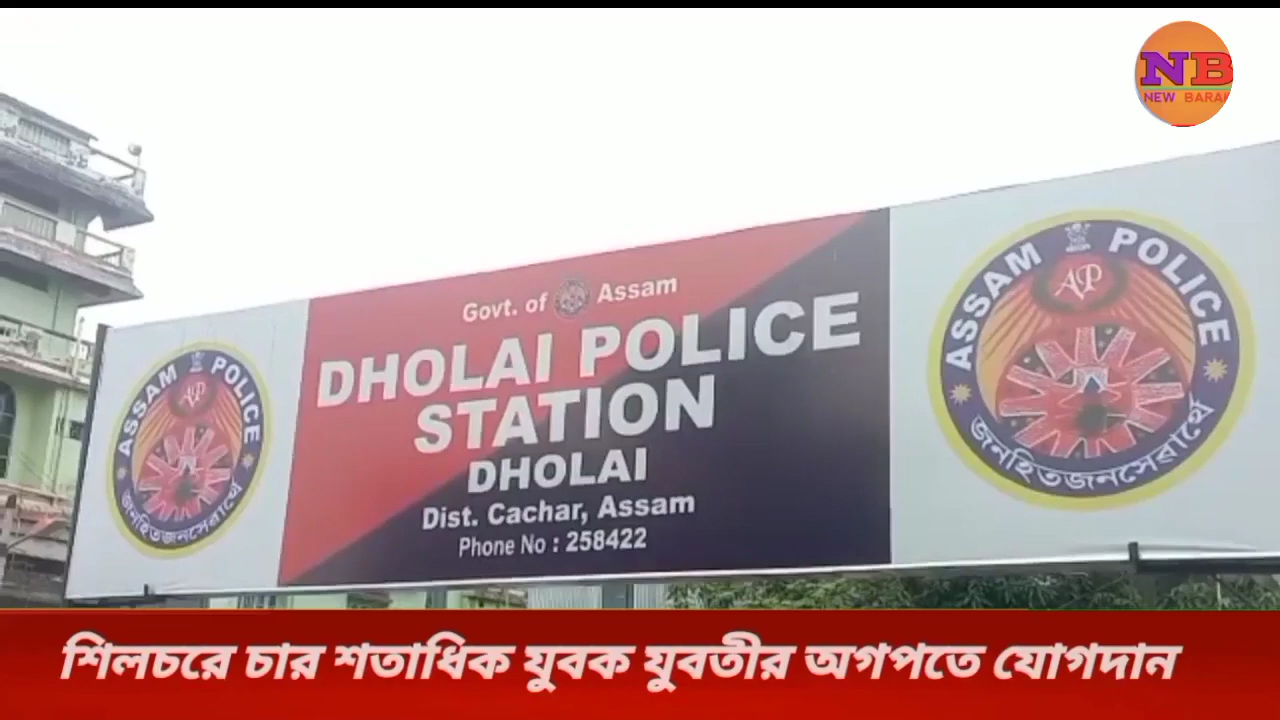 NB
NEW BARAK
Govt. of Assam
DHOLAI POLICE
STATION
DHOLAI
Dist. Cachar, Assam
Phone No : 258422
ASSAM POLICE
AP
জনহিতজনসেৱাৰ্থে
ASSAM POLICE
AP
জনহিতজনসেৱাৰ্থে
শিলচরে চার শতাধিক যুবক যুবতীর অগপতে যোগদান